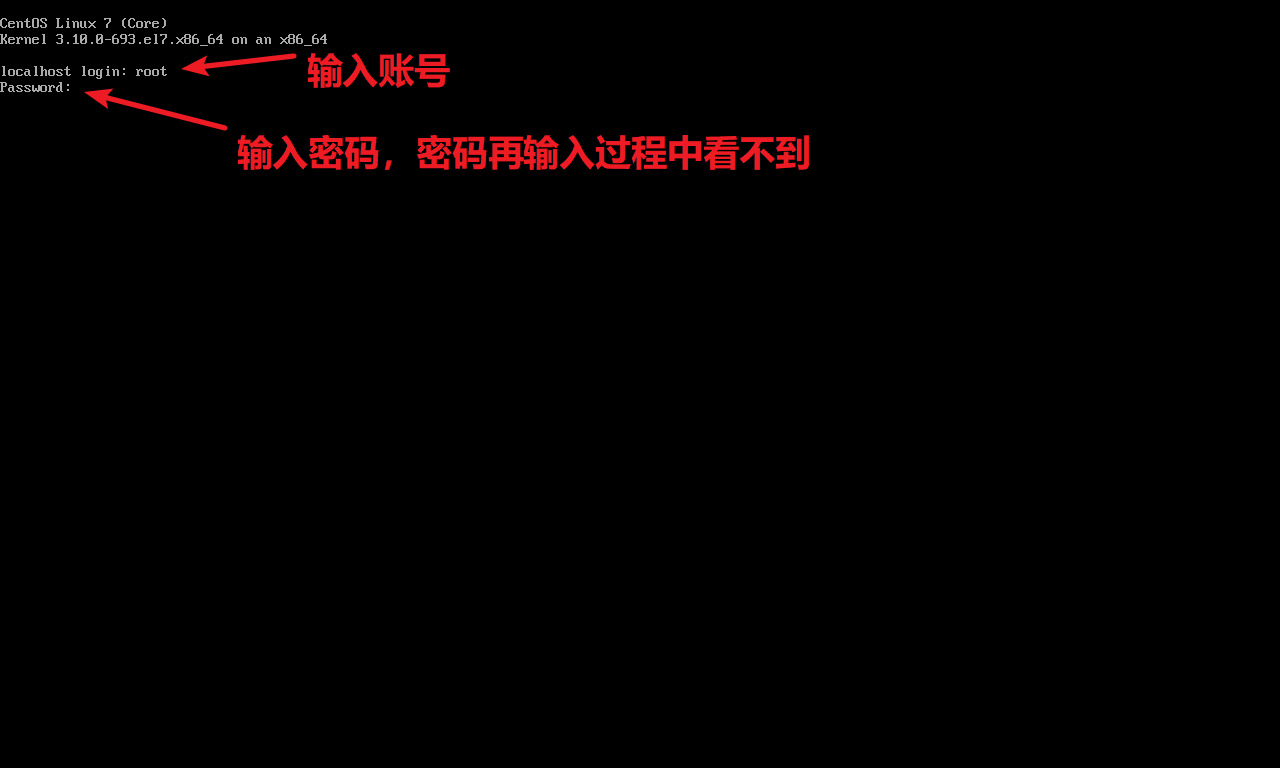 CentOS Linux 7 (Core)
Kernel 3.10.0-693.el7.x86_64 on an x86_64
localhost login: root
输入账号
Password:
输入密码，密码再输入过程中看不到